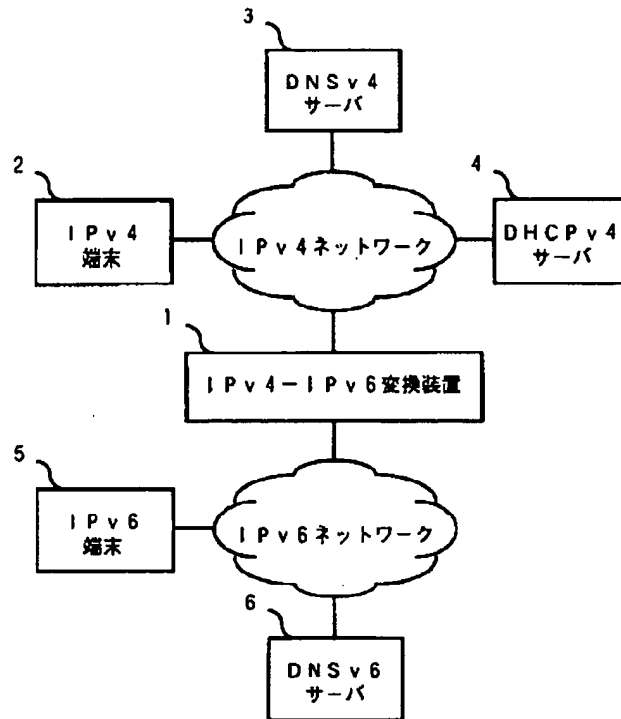 3
DNSv4
サーバ
2
IPv4
端末
IPv4ネットワーク
4
DHCPv4
サーバ
1
IPv4−IPv6変換装置
5
IPv6
端末
IPv6ネットワーク
6
DNSv6
サーバ